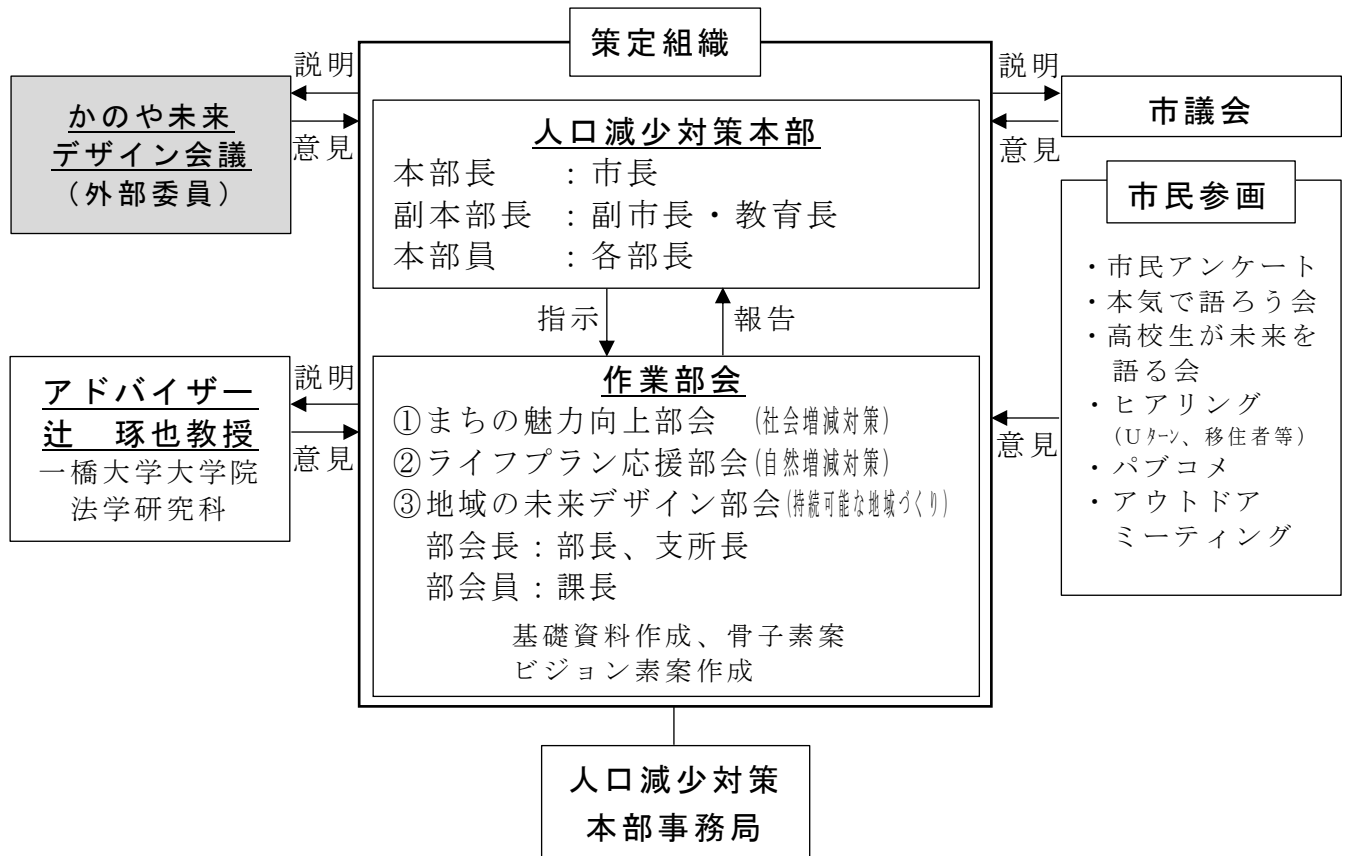 策定組織
説明
意見
かのや未来
デザイン会議
（外部委員）
人口減少対策本部
本部長　：市長
副本部長：副市長・教育長
本部員　：各部長
説明
意見
市議会
指示
報告
アドバイザー
辻　琢也教授
一橋大学大学院
法学研究科
説明
意見
作業部会
①まちの魅力向上部会　(社会増減対策)
②ライフプラン応援部会(自然増減対策)
③地域の未来デザイン部会(持続可能な地域づくり)
部会長：部長、支所長
部会員：課長
基礎資料作成、骨子素案
ビジョン素案作成
意見
市民参画
・市民アンケート
・本気で語ろう会
・高校生が未来を
語る会
・ヒアリング
（Uﾀｰﾝ、移住者等）
・パブコメ
・アウトドア
ミーティング
人口減少対策
本部事務局